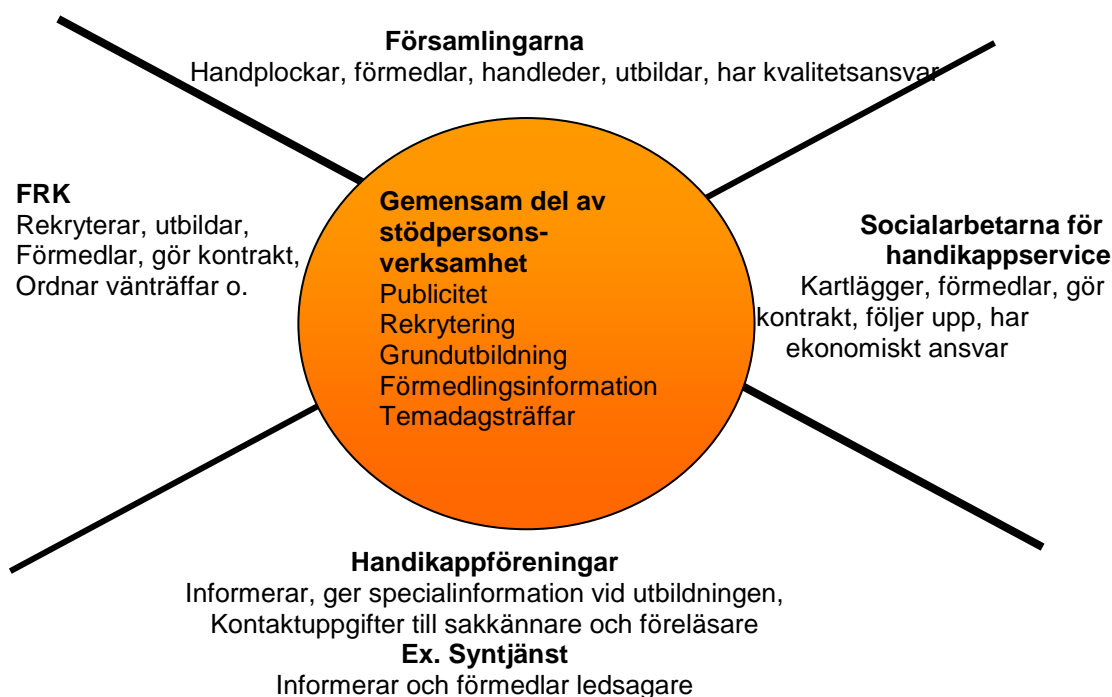 Församlingarna
Handplockar, förmedlar, handleder, utbildar, har kvalitetsansvar
FRK
Rekryterar, utbildar,
Förmedlar, gör kontrakt,
Ordnar vänträffar o.
Gemensam del av
stödpersons-
verksamhet
Publicitet
Rekrytering
Grundutbildning
Förmedlingsinformation
Temadagsträffar
Socialarbetarna för
handikappservice
Kartlägger, förmedlar, gör
kontrakt, följer upp, har
ekonomiskt ansvar
Handikappföreningar
Informerar, ger specialinformation vid utbildningen,
Kontaktuppgifter till sakkännare och föreläsare
Ex. Syntjänst
Informerar och förmedlar ledsagare